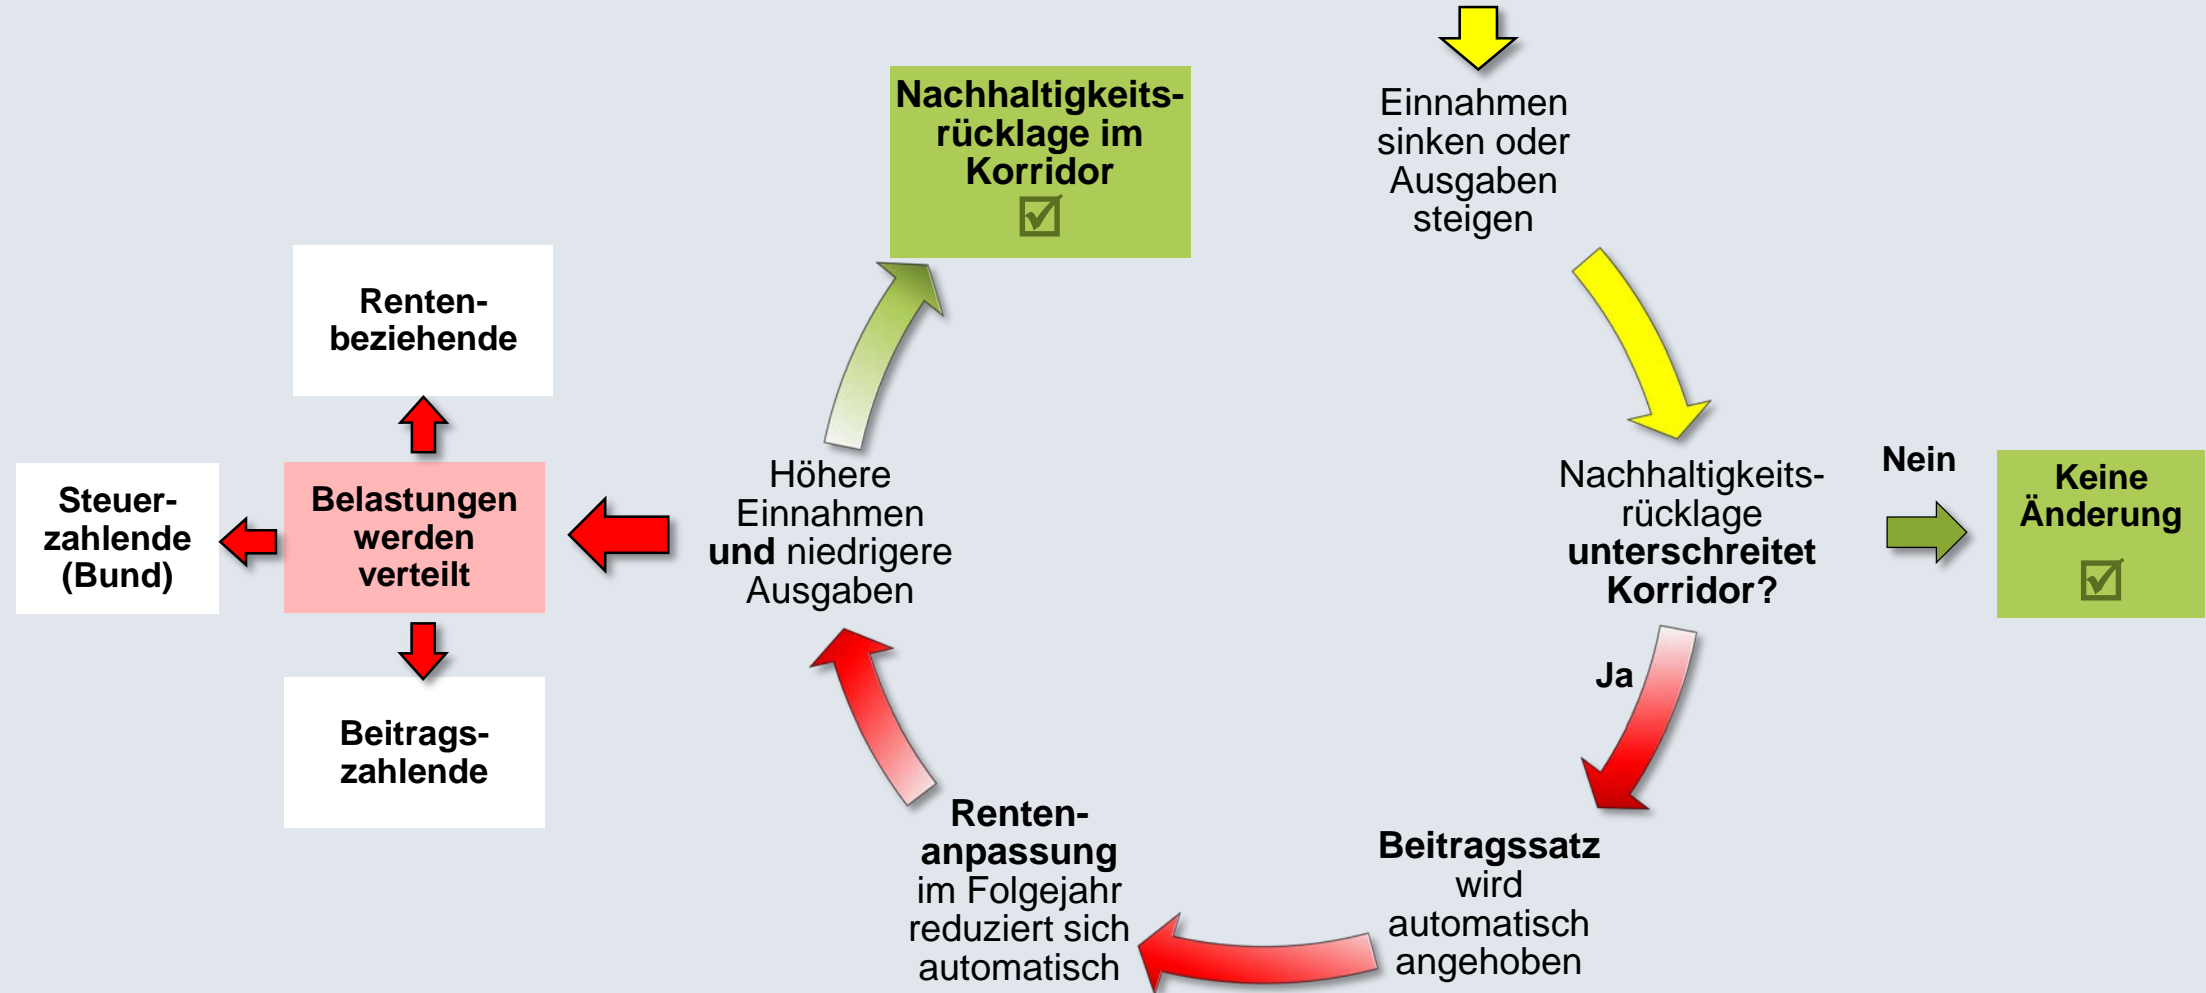 Einnahmen
sinken oder
Ausgaben
steigen
Nachhaltigkeits-
rücklage
unterschreitet
Korridor?
Nein
Keine
Änderung
Ja
Beitragssatz
wird
automatisch
angehoben
Renten-
anpassung
im Folgejahr
reduziert sich
automatisch
Höhere
Einnahmen
und niedrigere
Ausgaben
Nachhaltigkeits-
rücklage im
Korridor
Belastungen
werden
verteilt
Renten-
beziehende
Steuer-
zahlende
(Bund)
Beitrags-
zahlende